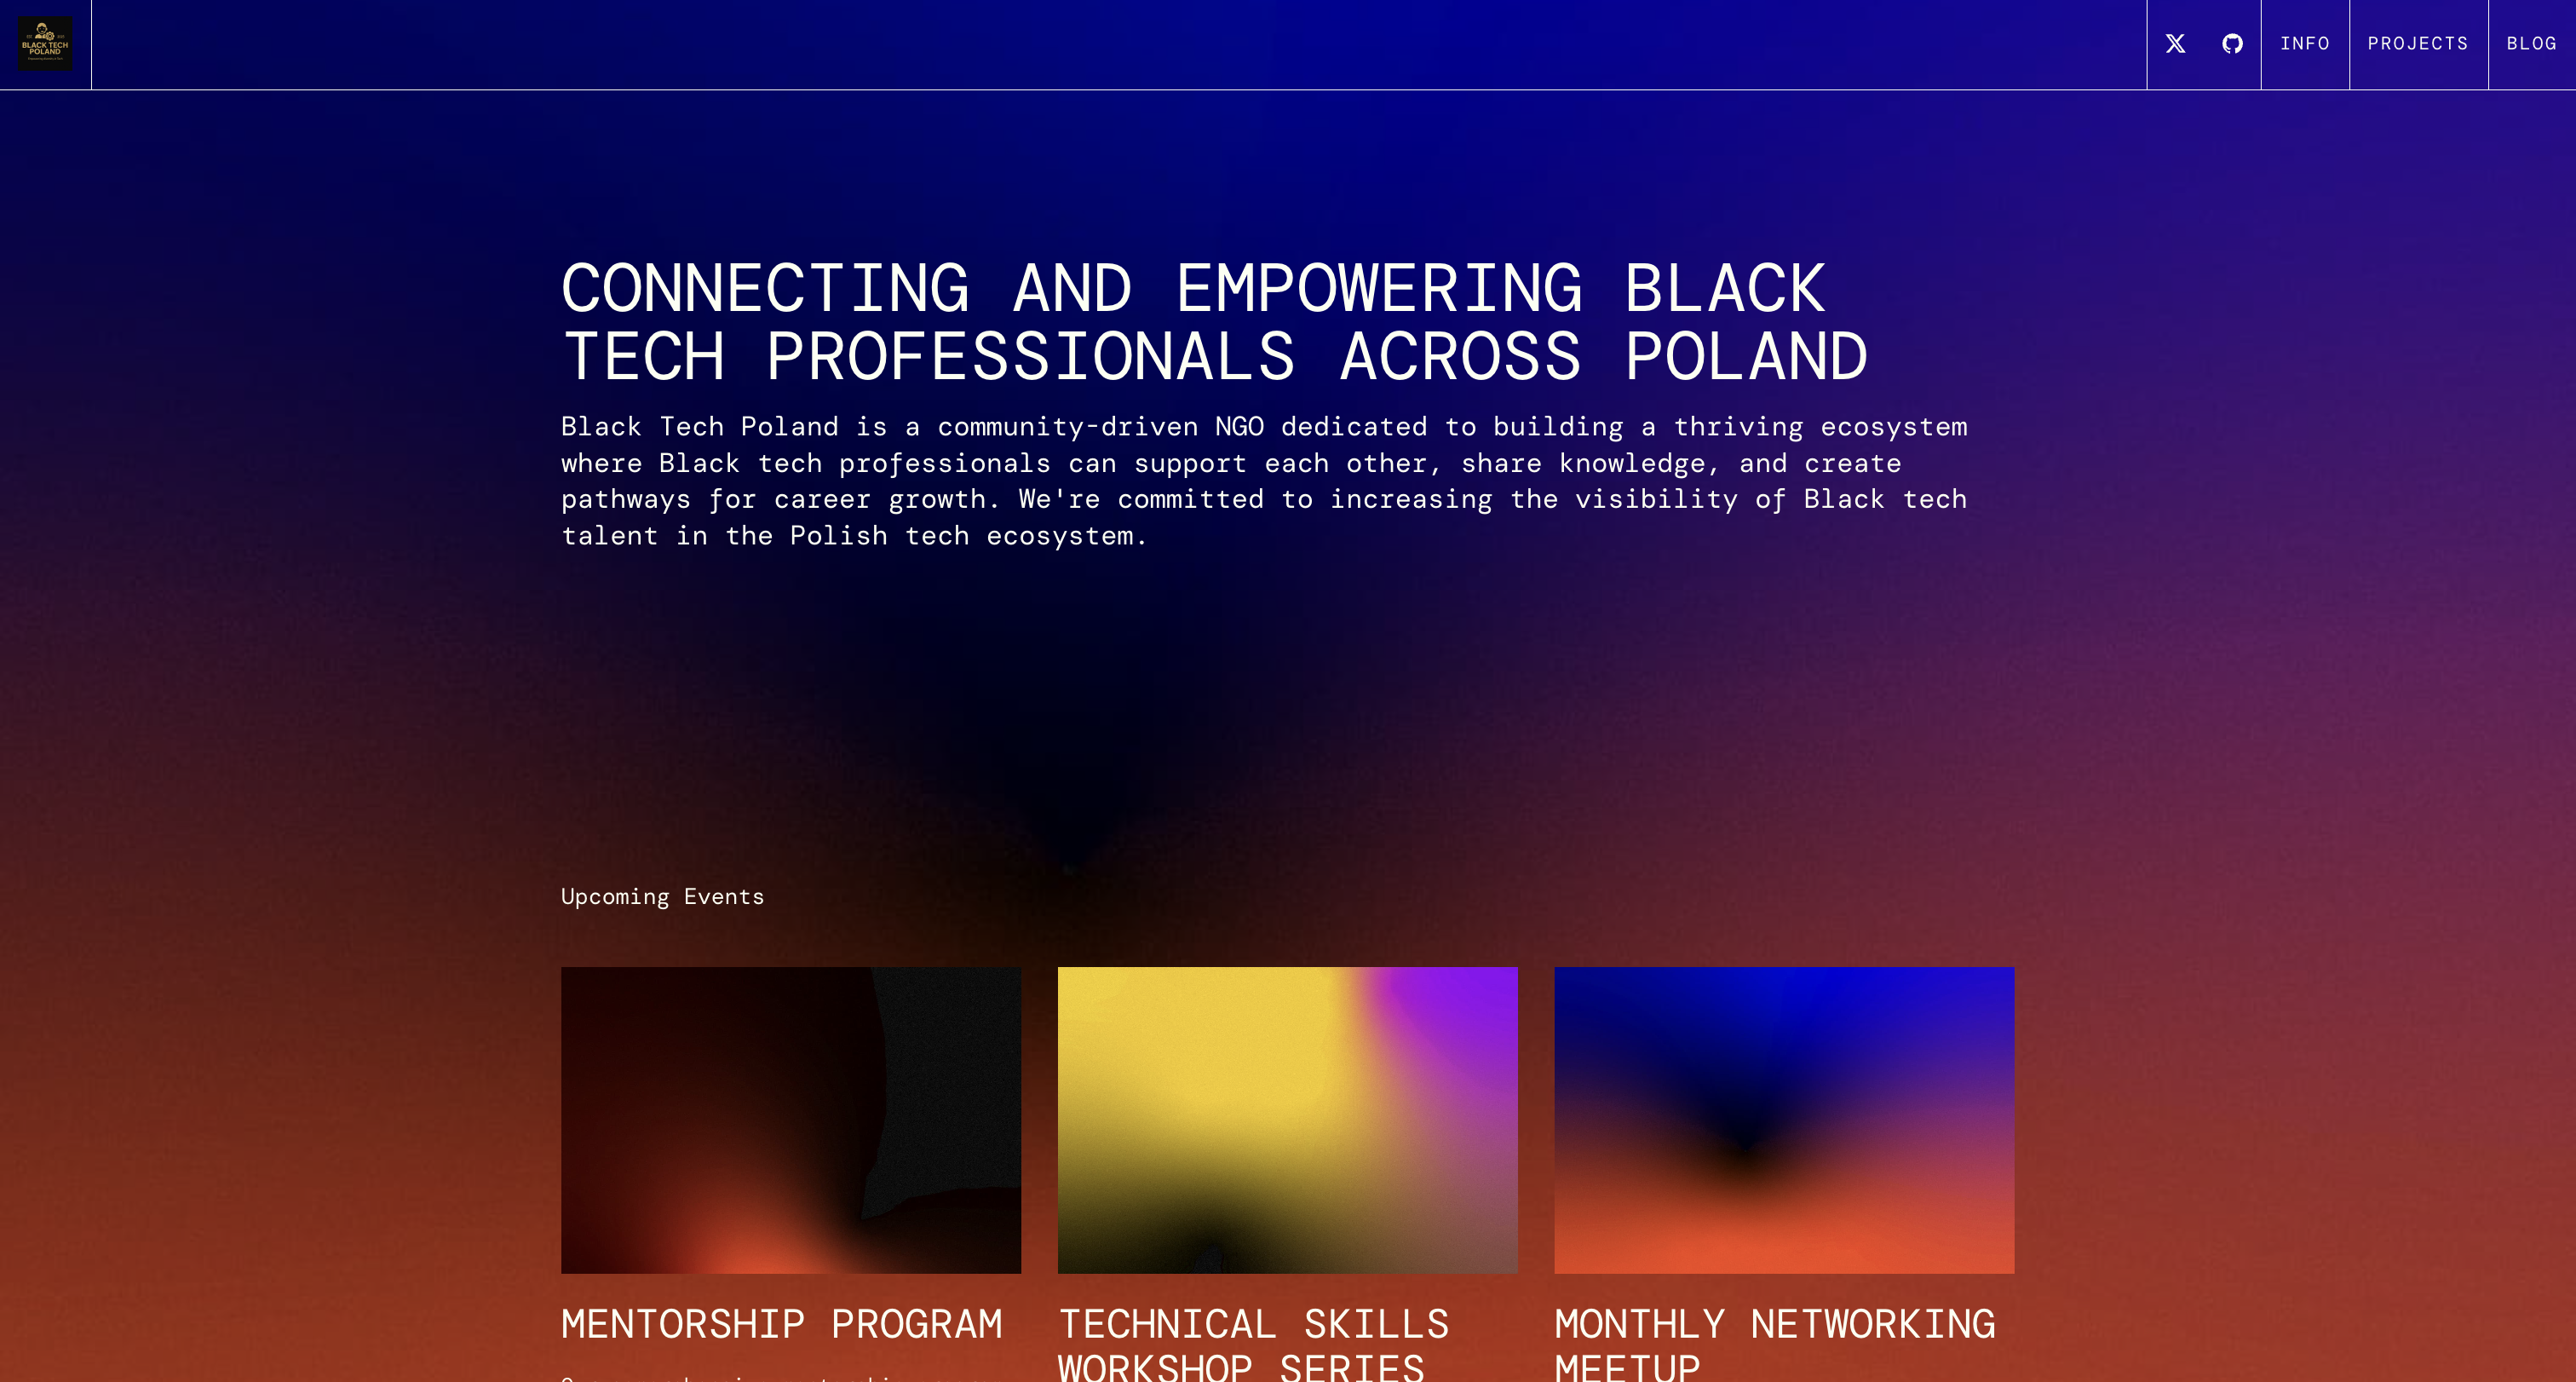 BLACK TECH
POLAND
INFO
PROJECTS
BLOG
CONNECTING AND EMPOWERING BLACK
TECH PROFESSIONALS ACROSS POLAND
Black Tech Poland is a community-driven NGO dedicated to building a thriving ecosystem
where Black tech professionals can support each other, share knowledge, and create
pathways for career growth. We're committed to increasing the visibility of Black tech
talent in the Polish tech ecosystem.
Upcoming Events
MENTORSHIP PROGRAM
TECHNICAL SKILLS
WORKSHOP SERIES
MONTHLY NETWORKING
MEETUP